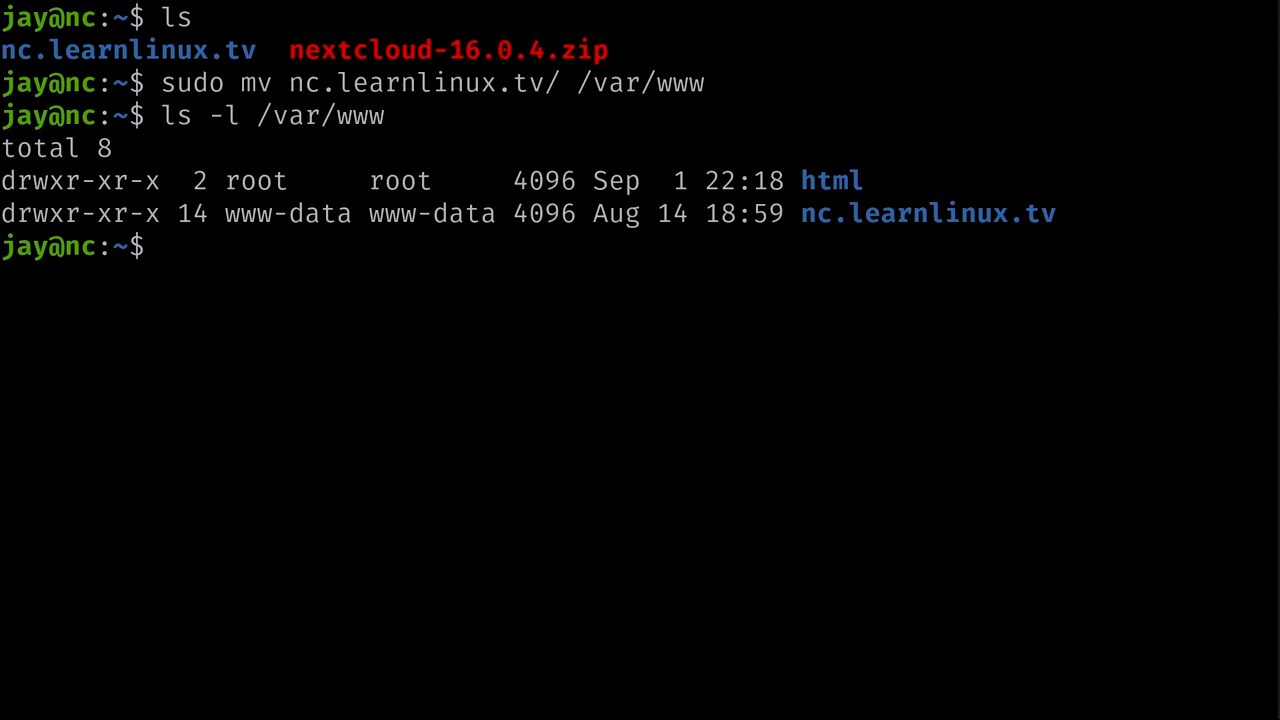 jay@nc:~$ ls
nc.learnlinux.tv  nextcloud-16.0.4.zip
jay@nc:~$ sudo mv nc.learnlinux.tv/ /var/www
jay@nc:~$ ls -l /var/www
total 8
drwxr-xr-x  2 root     root     4096 Sep  1 22:18 html
drwxr-xr-x 14 www-data www-data 4096 Aug 14 18:59 nc.learnlinux.tv
jay@nc:~$